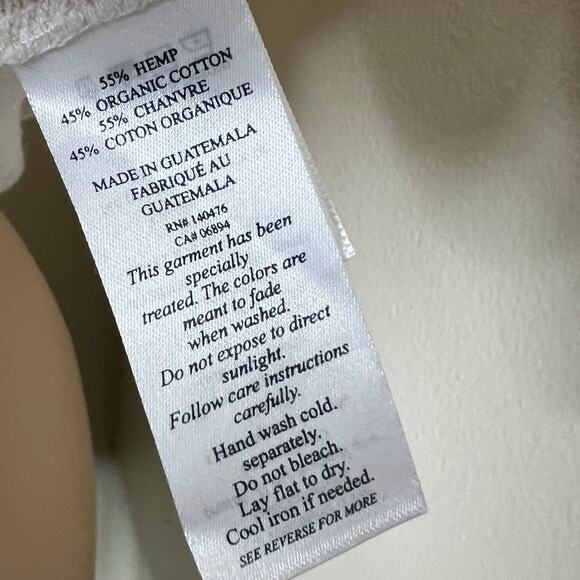 55% HEMP
45% ORGANIC COTTON
55% CHANVRE
45% COTON ORGANIQUE
MADE IN GUATEMALA
FABRIQUÉ AU
GUATEMALA
RN# 140476
CA# 06894
This garment has been
specially
treated. The colors are
meant to fade
when washed.
Do not expose to direct
sunlight.
Follow care instructions
carefully.
Hand wash cold.
separately.
Do not bleach.
Lay flat to dry.
Cool iron if needed.
SEE REVERSE FOR MORE